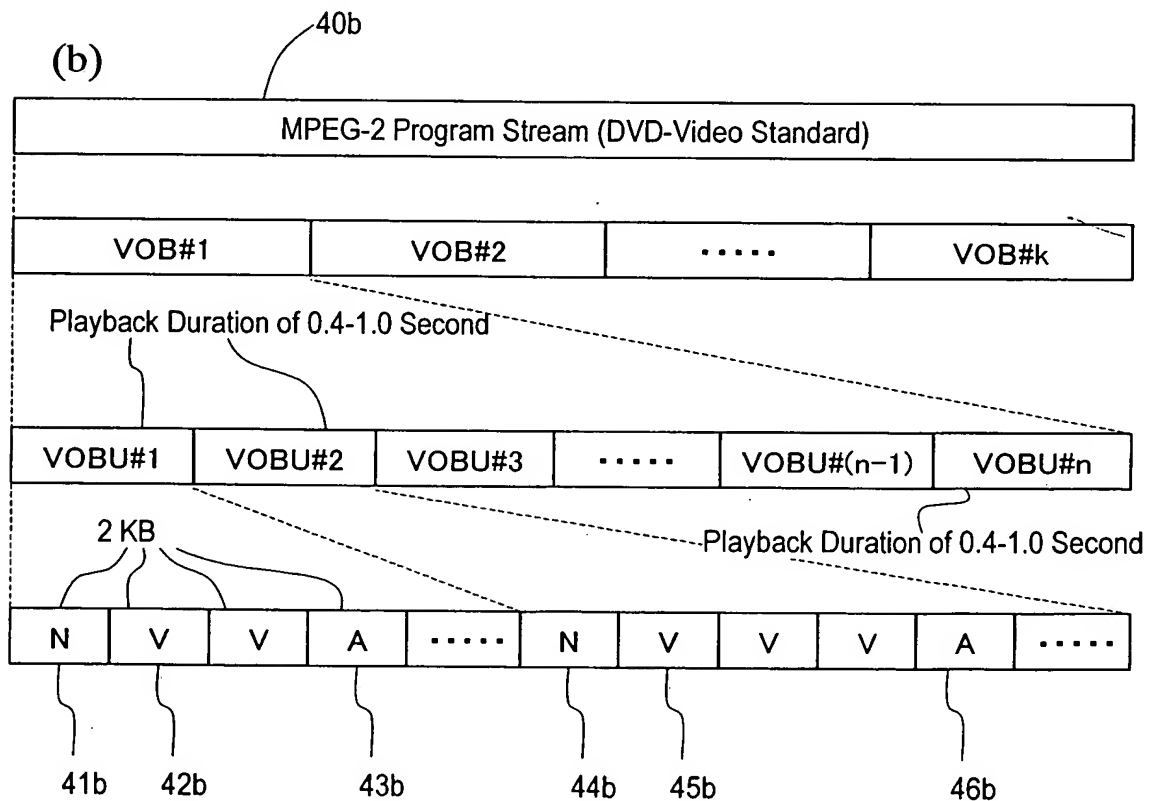 40b
(b)
MPEG-2 Program Stream (DVD-Video Standard)
VOB#1 VOB#2 ····· VOB#k
Playback Duration of 0.4-1.0 Second
VOBU#1 VOBU#2 VOBU#3 ····· VOBU#(n-1) VOBU#n
2 KB
Playback Duration of 0.4-1.0 Second
N V V A ····· N V V V A ·····
41b 42b 43b 44b 45b 46b